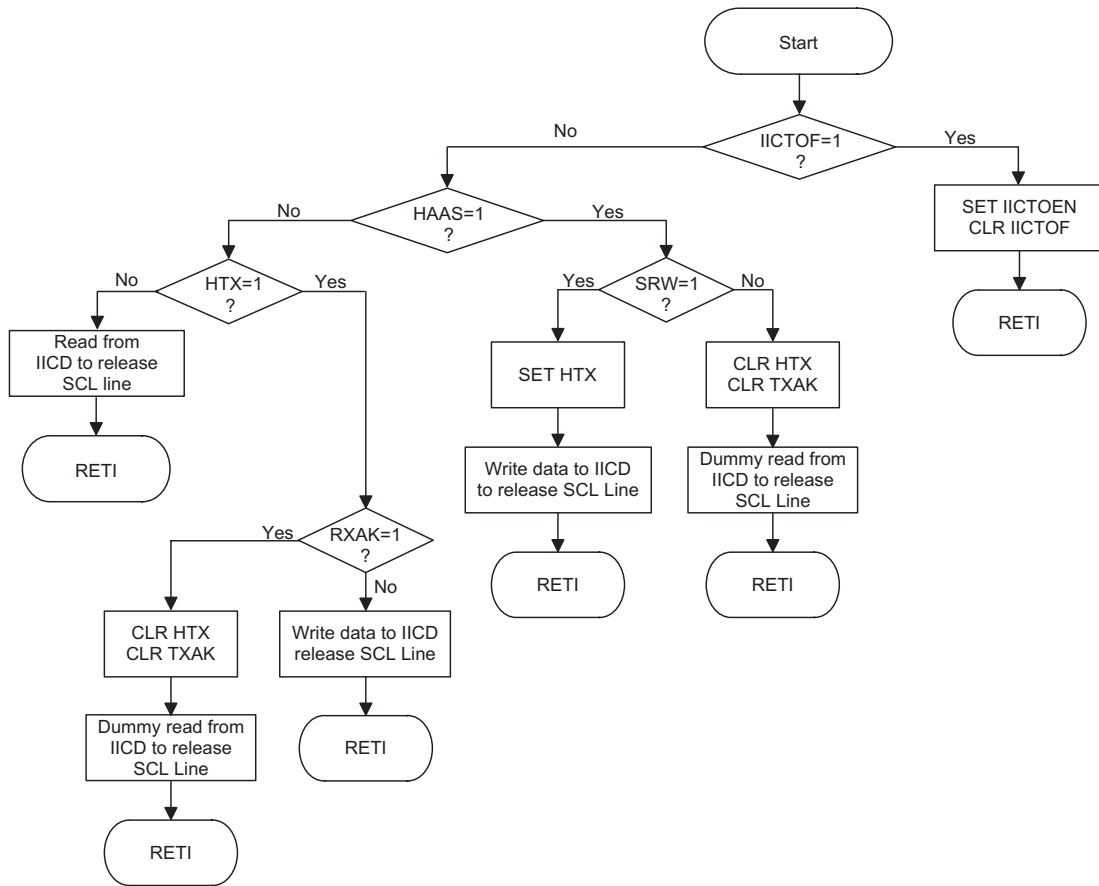 Start
No
IICTOF=1
?
Yes
No
HAAS=1
?
Yes
SET IICTOEN
CLR IICTOF
No
HTX=1
?
Yes
Yes
SRW=1
?
No
RETI
Read from
IICD to release
SCL line
SET HTX
CLR HTX
CLR TXAK
RETI
Write data to IICD
to release SCL Line
Dummy read from
IICD to release
SCL Line
Yes
RXAK=1
?
No
RETI
RETI
CLR HTX
CLR TXAK
Write data to IICD
release SCL Line
Dummy read from
IICD to release
SCL Line
RETI
RETI